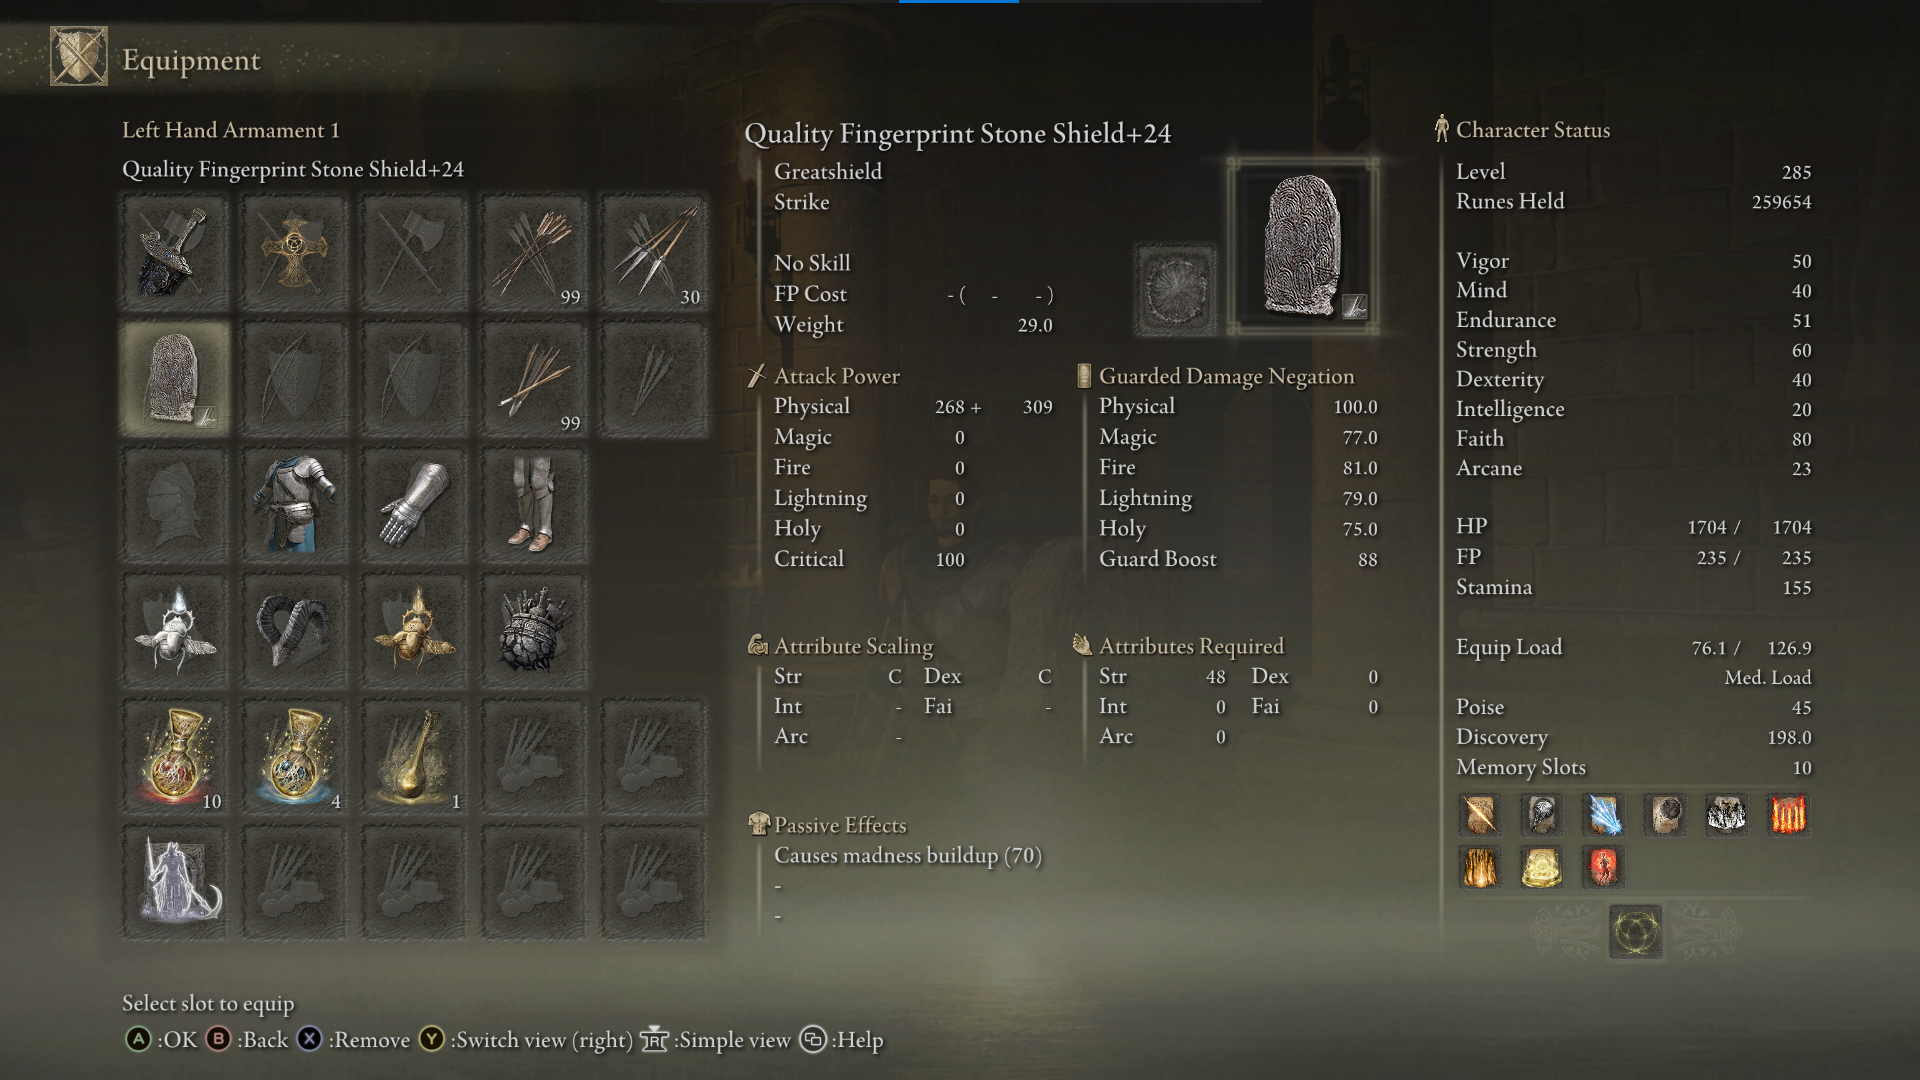 Equipment
Left Hand Armament 1
Quality Fingerprint Stone Shield+24
99
30
99
10
4
1
Select slot to equip
A :OK B :Back X :Remove Y :Switch view (right) R :Simple view :Help
Quality Fingerprint Stone Shield+24
Greatshield
Strike
No Skill
FP Cost - ( - - )
Weight 29.0
Attack Power
Physical 268 + 309
Magic 0
Fire 0
Lightning 0
Holy 0
Critical 100
Guarded Damage Negation
Physical 100.0
Magic 77.0
Fire 81.0
Lightning 79.0
Holy 75.0
Guard Boost 88
Attribute Scaling
Str C Dex C
Int - Fai -
Arc -
Attributes Required
Str 48 Dex 0
Int 0 Fai 0
Arc 0
Passive Effects
Causes madness buildup (70)
-
-
Character Status
Level 285
Runes Held 259654
Vigor 50
Mind 40
Endurance 51
Strength 60
Dexterity 40
Intelligence 20
Faith 80
Arcane 23
HP 1704 / 1704
FP 235 / 235
Stamina 155
Equip Load 76.1 / 126.9
Med. Load
Poise 45
Discovery 198.0
Memory Slots 10